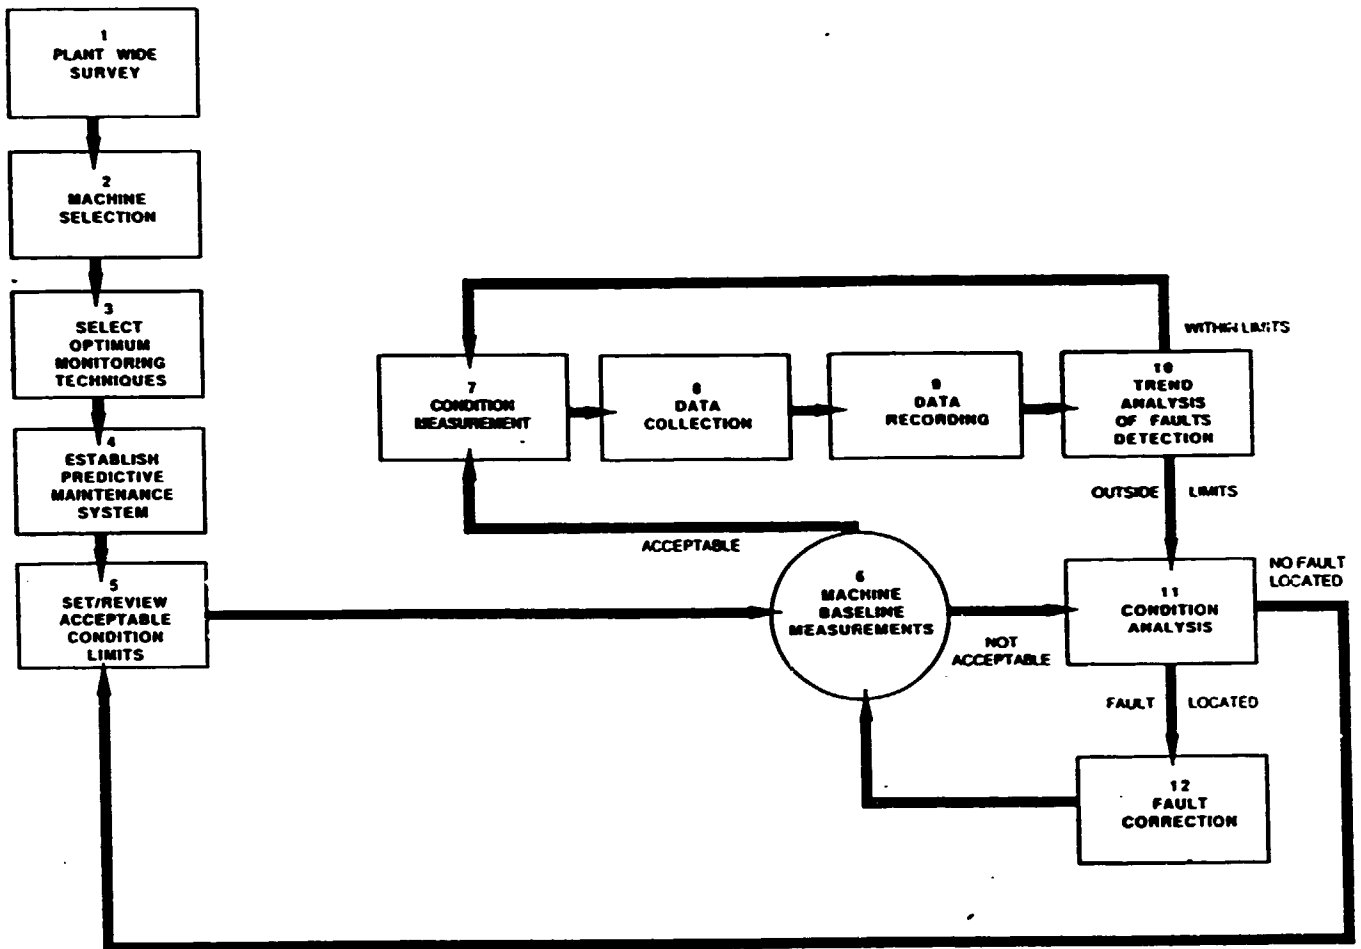 1
PLANT WIDE
SURVEY
2
MACHINE
SELECTION
3
SELECT
OPTIMUM
MONITORING
TECHNIQUES
4
ESTABLISH
PREDICTIVE
MAINTENANCE
SYSTEM
5
SET/REVIEW
ACCEPTABLE
CONDITION
LIMITS
6
MACHINE
BASELINE
MEASUREMENTS
ACCEPTABLE
NOT
ACCEPTABLE
7
CONDITION
MEASUREMENT
8
DATA
COLLECTION
9
DATA
RECORDING
10
TREND
ANALYSIS
OF FAULTS
DETECTION
WITHIN LIMITS
OUTSIDE LIMITS
11
CONDITION
ANALYSIS
NO FAULT
LOCATED
FAULT LOCATED
12
FAULT
CORRECTION